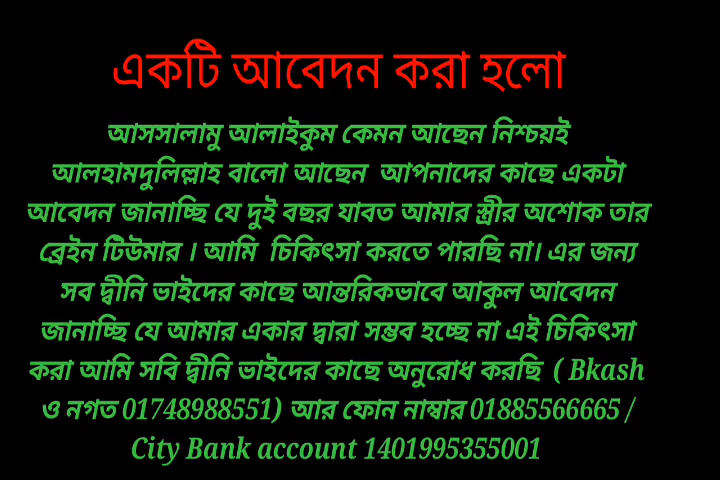 একটি আবেদন করা হলো
আসসালামু আলাইকুম কেমন আছেন নিশ্চয়ই
আলহামদুলিল্লাহ বালো আছেন আপনাদের কাছে একটা
আবেদন জানাচ্ছি যে দুই বছর যাবত আমার স্ত্রীর অশোক তার
ব্রেইন টিউমার । আমি চিকিৎসা করতে পারছি না। এর জন্য
সব দ্বীনি ভাইদের কাছে আন্তরিকভাবে আকুল আবেদন
জানাচ্ছি যে আমার একার দ্বারা সম্ভব হচ্ছে না এই চিকিৎসা
করা আমি সবি দ্বীনি ভাইদের কাছে অনুরোধ করছি ( Bkash
ও নগত 01748988551) আর ফোন নাম্বার 01885566665 /
City Bank account 1401995355001